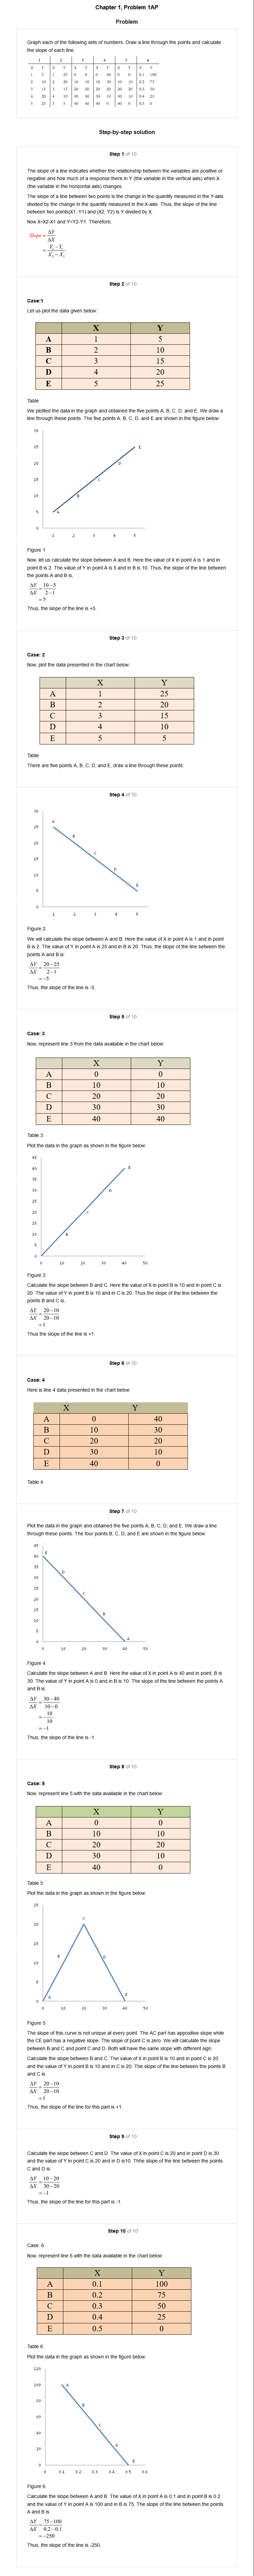 Chapter 1, Problem 1AP
Problem
Graph each of the following sets of numbers. Draw a line through the points and calculate
the slope of each line.
1 2 3 4 5 6
X Y X Y X Y X Y X Y X Y
1 5 1 25 0 0 0 40 0 0 0.1 100
2 10 2 20 10 10 10 30 10 10 0.2 75
3 15 3 15 20 20 20 20 20 20 0.3 50
4 20 4 10 30 30 30 10 30 10 0.4 25
5 25 5 5 40 40 40 0 40 0 0.5 0
Step-by-step solution
Step 1 of 10
The slope of a line indicates whether the relationship between the variables are positive or
negative and how much of a response there in Y (the variable in the vertical axis) when X
(the variable in the horizontal axis) changes.
The slope of a line between two points is the change in the quantity measured in the Y-axis
divided by the change in the quantity measured in the X-axis. Thus, the slope of the line
between two points(X1, Y1) and (X2, Y2) is Y divided by X.
Now X=X2-X1 and Y=Y2-Y1. Therefore,
Slope = ΔY/ΔX
= Y₂ − Y₁ / X₂ − X₁
Step 2 of 10
Case:1
Let us plot the data given below:
X Y
A 1 5
B 2 10
C 3 15
D 4 20
E 5 25
Table
We plotted the data in the graph and obtained the five points A, B, C, D, and E. We draw a
line through these points. The five points A, B, C, D, and E are shown in the figure below:
30
25
20
15
10
5
0
A
B
C
D
E
1 2 3 4 5
Figure 1
Now, let us calculate the slope between A and B. Here the value of X in point A is 1 and in
point B is 2. The value of Y in point A is 5 and in B is 10. Thus, the slope of the line between
the points A and B is,
ΔY/ΔX = 10−5/2−1
= 5
Thus, the slope of the line is +5.
Step 3 of 10
Case: 2
Now, plot the data presented in the chart below:
X Y
A 1 25
B 2 20
C 3 15
D 4 10
E 5 5
Table
There are five points A, B, C, D, and E, draw a line through these points:
Step 4 of 10
30
25
20
15
10
5
0
A
B
C
D
E
1 2 3 4 5
Figure 2
We will calculate the slope between A and B. Here the value of X in point A is 1 and in point
B is 2. The value of Y in point A is 25 and in B is 20. Thus, the slope of the line between the
points A and B is:
ΔY/ΔX = 20−25/2−1
= −5
Thus, the slope of the line is -5.
Step 5 of 10
Case: 3
Now, represent line 3 from the data available in the chart below:
X Y
A 0 0
B 10 10
C 20 20
D 30 30
E 40 40
Table 3
Plot the data in the graph as shown in the figure below:
45
40
35
30
25
20
15
10
5
0
B
C
D
E
0 10 20 30 40 50
Figure 3
Calculate the slope between B and C. Here the value of X in point B is 10 and in point C is
20. The value of Y in point B is 10 and in C is 20. Thus the slope of the line between the
points B and C is,
ΔY/ΔX = 20−10/20−10
= 1
Thus the slope of the line is +1.
Step 6 of 10
Case: 4
Here is line 4 data presented in the chart below:
X Y
A 0 40
B 10 30
C 20 20
D 30 10
E 40 0
Table 4
Step 7 of 10
Plot the data in the graph and obtained the five points A, B, C, D, and E. We draw a line
through these points. The four points B, C, D, and E are shown in the figure below:
45
40
35
30
25
20
15
10
5
0
E
D
C
B
A
0 10 20 30 40 50
Figure 4
Calculate the slope between A and B. Here the value of X in point A is 40 and in point, B is
30. The value of Y in point A is 0 and in B is 10. The slope of the line between the points A
and B is:
ΔY/ΔX = 30−40/10−0
= −10/10
= −1
Thus, the slope of the line is -1.
Step 8 of 10
Case: 5
Now, represent line 5 with the data available in the chart below:
X Y
A 0 0
B 10 10
C 20 20
D 30 10
E 40 0
Table 5
Plot the data in the graph as shown in the figure below:
25
20
15
10
5
0
A
B
C
D
E
0 10 20 30 40 50
Figure 5
The slope of this curve is not unique at every point. The AC part has appositive slope while
the CE part has a negative slope. The slope of point C is zero. We will calculate the slope
between B and C and point C and D. Both will have the same slope with different sign.
Calculate the slope between B and C. The value of X in point B is 10 and in point C is 20
and the value of Y in point B is 10 and in C is 20. The slope of the line between the points B
and C is:
ΔY/ΔX = 20−10/20−10
= 1
Thus, the slope of the line for this part is +1.
Step 9 of 10
Calculate the slope between C and D. The value of X in point C is 20 and in point D is 30
and the value of Y in point C is 20 and in D is10. Thhe slope of the line between the points
C and D is:
ΔY/ΔX = 10−20/30−20
= −1
Thus, the slope of the line for this part is -1.
Step 10 of 10
Case: 6
Now, represent line 6 with the data available in the chart below:
X Y
A 0.1 100
B 0.2 75
C 0.3 50
D 0.4 25
E 0.5 0
Table 6
Plot the data in the graph as shown in the figure below:
120
100
80
60
40
20
0
A
B
C
D
E
0 0.1 0.2 0.3 0.4 0.5 0.6
Figure 6
Calculate the slope between A and B. The value of X in point A is 0.1 and in point B is 0.2
and the value of Y in point A is 100 and in B is 75. The slope of the line between the points
A and B is:
ΔY/ΔX = 75−100/0.2−0.1
= −250
Thus, the slope of the line is -250.